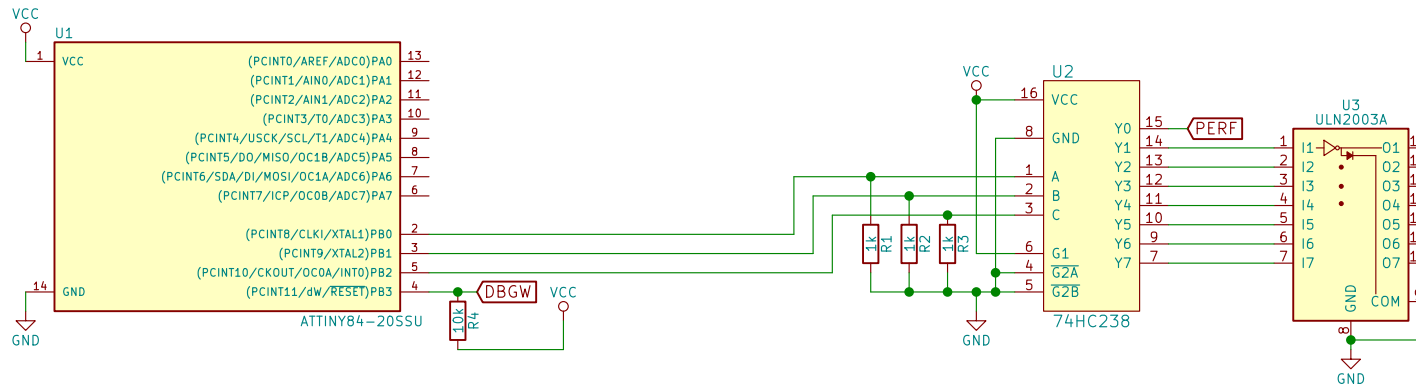 VCC
U1
1 VCC
(PCINT0/AREF/ADC0)PA0 13
(PCINT1/AIN0/ADC1)PA1 12
(PCINT2/AIN1/ADC2)PA2 11
(PCINT3/T0/ADC3)PA3 10
(PCINT4/USCK/SCL/T1/ADC4)PA4 9
(PCINT5/DO/MISO/OC1B/ADC5)PA5 8
(PCINT6/SDA/DI/MOSI/OC1A/ADC6)PA6 7
(PCINT7/ICP/OC0B/ADC7)PA7 6
(PCINT8/CLKI/XTAL1)PB0 2
(PCINT9/XTAL2)PB1 3
(PCINT10/CKOUT/OC0A/INT0)PB2 5
14 GND
(PCINT11/dW/RESET)PB3 4
ATTINY84-20SSU
GND
DBGW
10k R4
VCC
1k R1
1k R2
1k R3
VCC
GND
U2
16 VCC
8 GND
1 A
2 B
3 C
6 G1
4 G2A
5 G2B
Y0 15
Y1 14
Y2 13
Y3 12
Y4 11
Y5 10
Y6 9
Y7 7
74HC238
PERF
U3
ULN2003A
1 I1 O1
2 I2 O2
3 I3 O3
4 I4 O4
5 I5 O5
6 I6 O6
7 I7 O7
GND
COM
8
GND